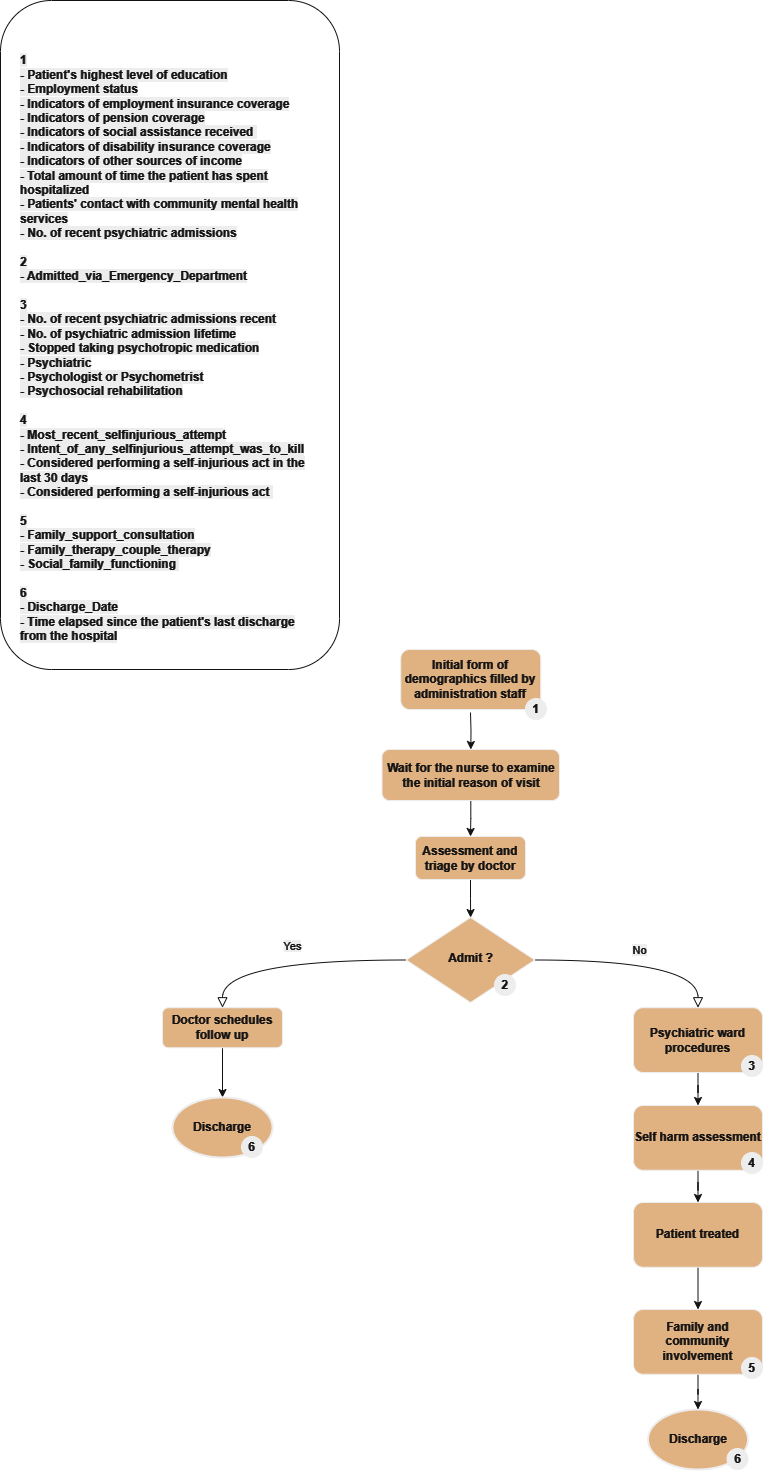 1
- Patient's highest level of education
- Employment status
- Indicators of employment insurance coverage
- Indicators of pension coverage
- Indicators of social assistance received
- Indicators of disability insurance coverage
- Indicators of other sources of income
- Total amount of time the patient has spent
hospitalized
- Patients' contact with community mental health
services
- No. of recent psychiatric admissions
2
- Admitted_via_Emergency_Department
3
- No. of recent psychiatric admissions recent
- No. of psychiatric admission lifetime
- Stopped taking psychotropic medication
- Psychiatric
- Psychologist or Psychometrist
- Psychosocial rehabilitation
4
- Most_recent_selfinjurious_attempt
- Intent_of_any_selfinjurious_attempt_was_to_kill
- Considered performing a self-injurious act in the
last 30 days
- Considered performing a self-injurious act
5
- Family_support_consultation
- Family_therapy_couple_therapy
- Social_family_functioning
6
- Discharge_Date
- Time elapsed since the patient's last discharge
from the hospital
Initial form of
demographics filled by
administration staff
1
Wait for the nurse to examine
the initial reason of visit
Assessment and
triage by doctor
Admit ?
2
Yes
No
Doctor schedules
follow up
Discharge
6
Psychiatric ward
procedures
3
Self harm assessment
4
Patient treated
Family and
community
involvement
5
Discharge
6